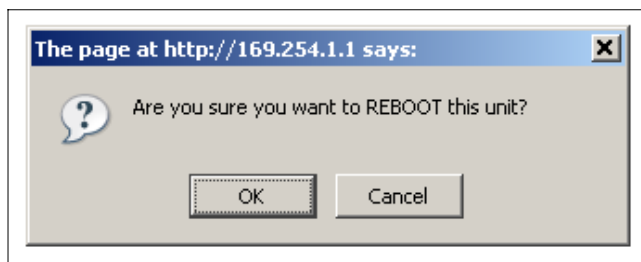 The page at http://169.254.1.1 says:
Are you sure you want to REBOOT this unit?
OK
Cancel